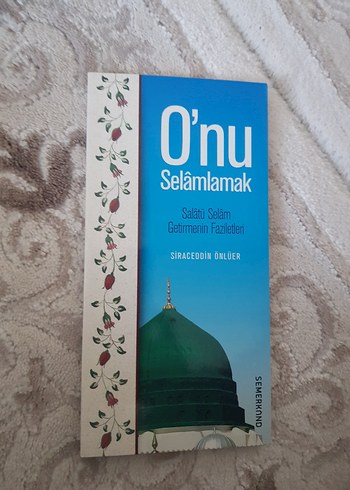 O'nu
Selâmlamak
Salâtü Selâm
Getirmenin Faziletleri
SİRACEDDİN ÖNLÜER
SEMERKAND